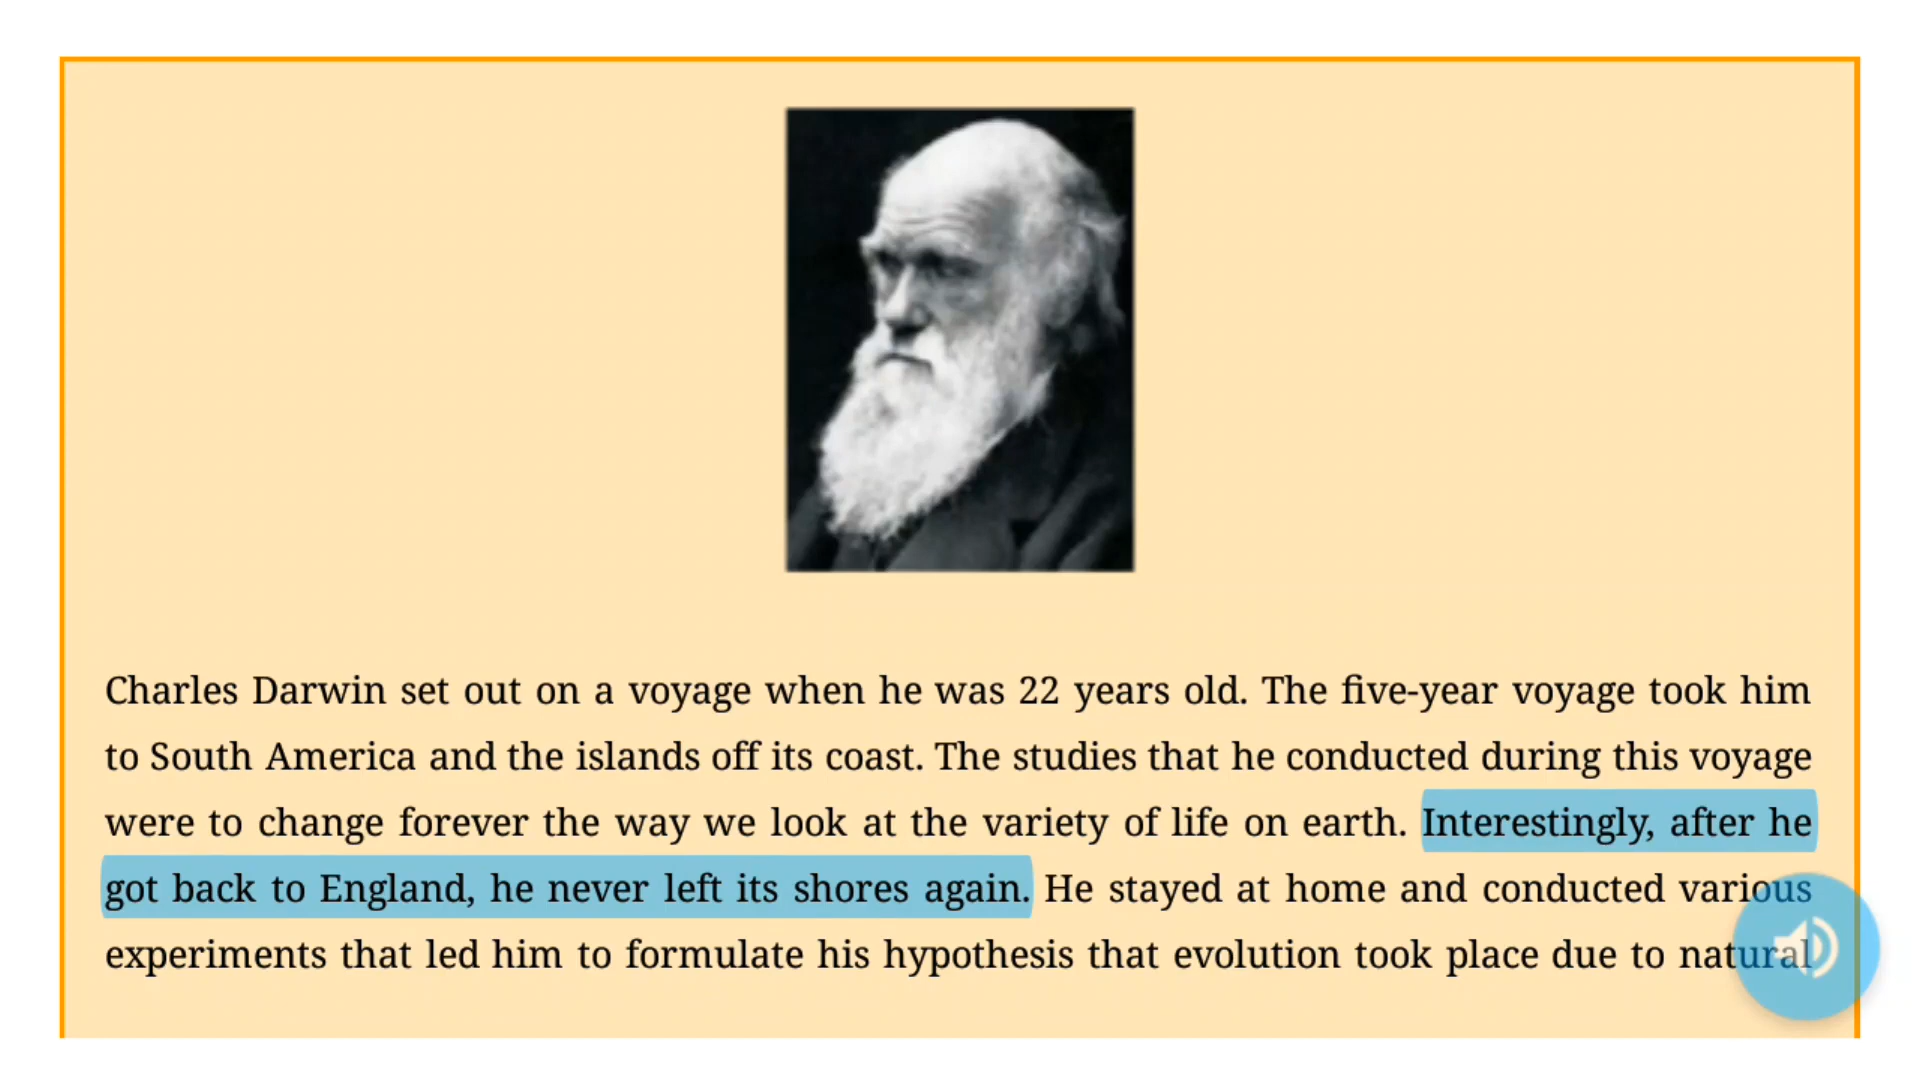 Charles Darwin set out on a voyage when he was 22 years old. The five-year voyage took him
to South America and the islands off its coast. The studies that he conducted during this voyage
were to change forever the way we look at the variety of life on earth. Interestingly, after he
got back to England, he never left its shores again. He stayed at home and conducted various
experiments that led him to formulate his hypothesis that evolution took place due to natural